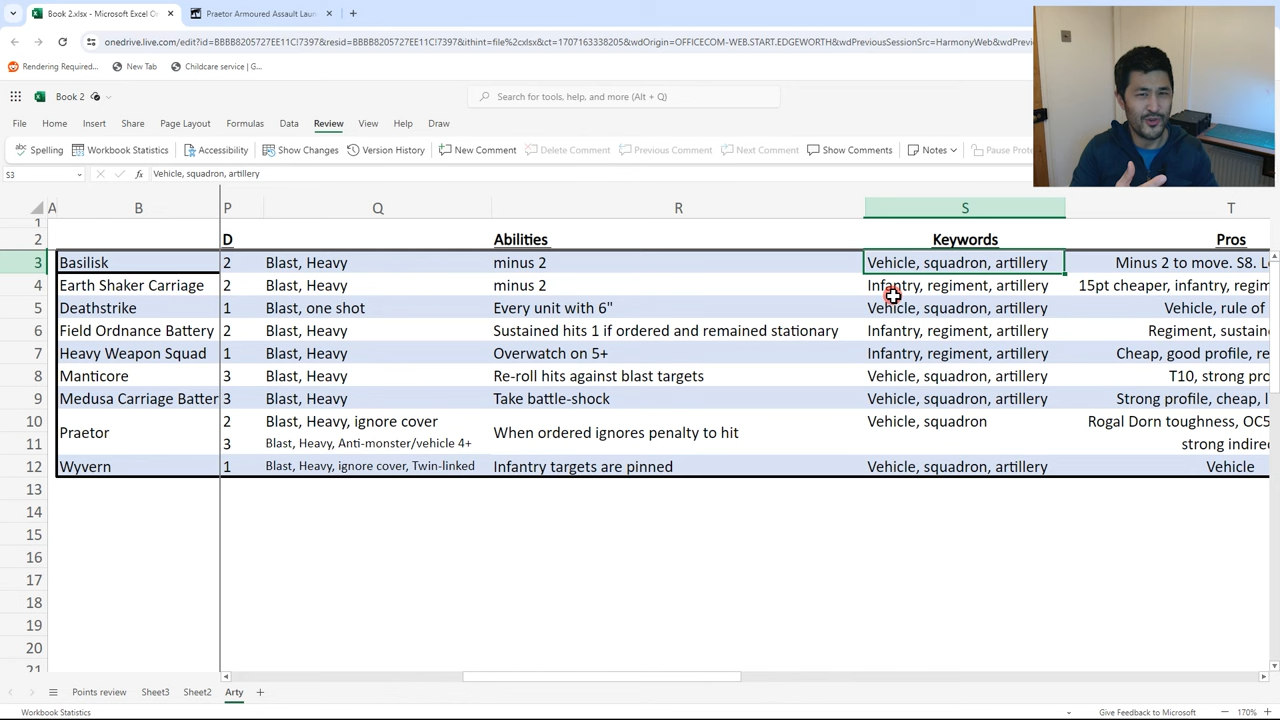 Book 2.xlsx - Microsoft Excel O
Praetor Armoured Assault Laun
onedrive.live.com/edit?id=BBBB8205727EE11C!7397&resid=BBBB8205727EE11C!7397&ithint=file%2cxlsx&ct=1707163338205&wdOrigin=OFFICECOM-WEB.START.EDGEWORTH&wdPreviousSessionSrc=HarmonyWeb&wdPrevious
Rendering Required...
New Tab
Childcare service | G...
Book 2
Search for tools, help, and more (Alt + Q)
File Home Insert Share Page Layout Formulas Data Review View Help Draw
Spelling Workbook Statistics Accessibility Show Changes Version History New Comment Delete Comment Previous Comment Next Comment Show Comments Notes Pause Prote
S3 fx Vehicle, squadron, artillery
A B P Q R S T
1
2 D Abilities Keywords Pros
3 Basilisk 2 Blast, Heavy minus 2 Vehicle, squadron, artillery Minus 2 to move. S8. L
4 Earth Shaker Carriage 2 Blast, Heavy minus 2 Infantry, regiment, artillery 15pt cheaper, infantry, regim
5 Deathstrike 1 Blast, one shot Every unit with 6" Vehicle, squadron, artillery Vehicle, rule of
6 Field Ordnance Battery 2 Blast, Heavy Sustained hits 1 if ordered and remained stationary Infantry, regiment, artillery Regiment, sustain
7 Heavy Weapon Squad 1 Blast, Heavy Overwatch on 5+ Infantry, regiment, artillery Cheap, good profile, re
8 Manticore 3 Blast, Heavy Re-roll hits against blast targets Vehicle, squadron, artillery T10, strong pro
9 Medusa Carriage Batter 3 Blast, Heavy Take battle-shock Vehicle, squadron, artillery Strong profile, cheap, l
10 2 Blast, Heavy, ignore cover Vehicle, squadron Rogal Dorn toughness, OC5
Praetor When ordered ignores penalty to hit
11 3 Blast, Heavy, Anti-monster/vehicle 4+ strong indire
12 Wyvern 1 Blast, Heavy, ignore cover, Twin-linked Infantry targets are pinned Vehicle, squadron, artillery Vehicle
13
14
15
16
17
18
19
20
21
Points review Sheet3 Sheet2 Arty
Workbook Statistics Give Feedback to Microsoft 170%